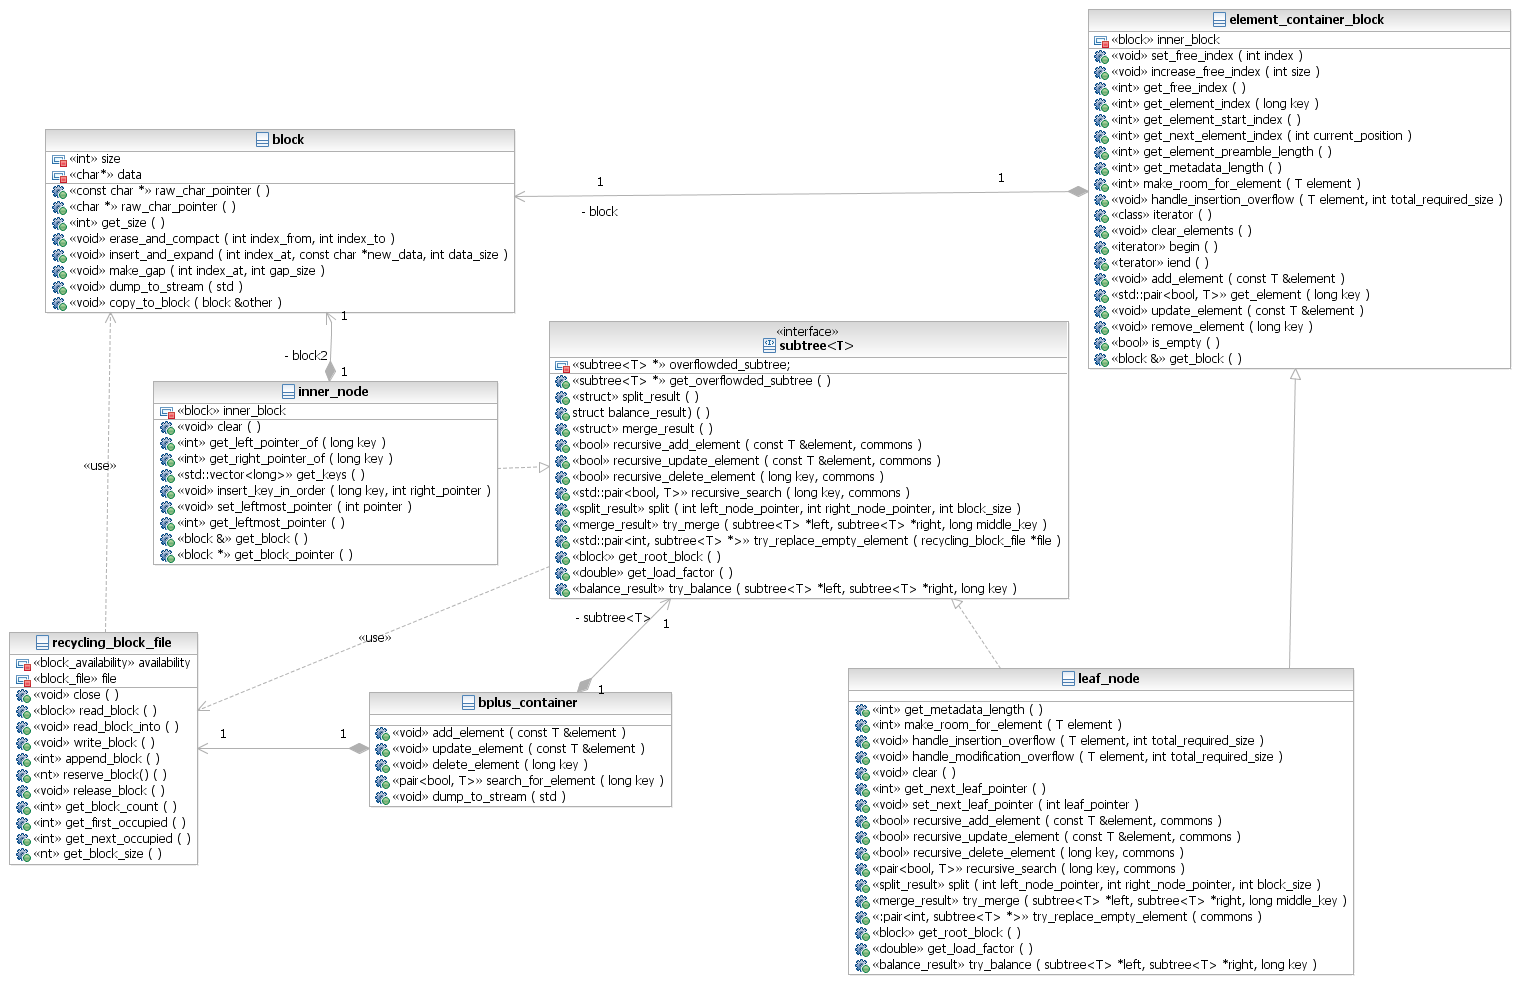 element_container_block
«block» inner_block
«void» set_free_index ( int index )
«void» increase_free_index ( int size )
«int» get_free_index ( )
«int» get_element_index ( long key )
«int» get_element_start_index ( )
«int» get_next_element_index ( int current_position )
«int» get_element_preamble_length ( )
«int» get_metadata_length ( )
«int» make_room_for_element ( T element )
«void» handle_insertion_overflow ( T element, int total_required_size )
«class» iterator ( )
«void» clear_elements ( )
«iterator» begin ( )
«terator» iend ( )
«void» add_element ( const T &element )
«std::pair<bool, T>» get_element ( long key )
«void» update_element ( const T &element )
«void» remove_element ( long key )
«bool» is_empty ( )
«block &» get_block ( )
block
«int» size
«char*» data
«const char *» raw_char_pointer ( )
«char *» raw_char_pointer ( )
«int» get_size ( )
«void» erase_and_compact ( int index_from, int index_to )
«void» insert_and_expand ( int index_at, const char *new_data, int data_size )
«void» make_gap ( int index_at, int gap_size )
«void» dump_to_stream ( std )
«void» copy_to_block ( block &other )
1
1
- block
1
- block2
1
inner_node
«block» inner_block
«void» clear ( )
«int» get_left_pointer_of ( long key )
«int» get_right_pointer_of ( long key )
«std::vector<long>» get_keys ( )
«void» insert_key_in_order ( long key, int right_pointer )
«void» set_leftmost_pointer ( int pointer )
«int» get_leftmost_pointer ( )
«block &» get_block ( )
«block *» get_block_pointer ( )
«interface»
subtree<T>
«subtree<T> *» overflowded_subtree;
«subtree<T> *» get_overflowded_subtree ( )
«struct» split_result ( )
struct balance_result) ( )
«struct» merge_result ( )
«bool» recursive_add_element ( const T &element, commons )
«bool» recursive_update_element ( const T &element, commons )
«bool» recursive_delete_element ( long key, commons )
«std::pair<bool, T>» recursive_search ( long key, commons )
«split_result» split ( int left_node_pointer, int right_node_pointer, int block_size )
«merge_result» try_merge ( subtree<T> *left, subtree<T> *right, long middle_key )
«std::pair<int, subtree<T> *>» try_replace_empty_element ( recycling_block_file *file )
«block» get_root_block ( )
«double» get_load_factor ( )
«balance_result» try_balance ( subtree<T> *left, subtree<T> *right, long key )
«use»
«use»
- subtree<T>
1
1
recycling_block_file
«block_availability» availability
«block_file» file
«void» close ( )
«block» read_block ( )
«void» read_block_into ( )
«void» write_block ( )
«int» append_block ( )
«nt» reserve_block() ( )
«void» release_block ( )
«int» get_block_count ( )
«int» get_first_occupied ( )
«int» get_next_occupied ( )
«nt» get_block_size ( )
1
1
bplus_container
«void» add_element ( const T &element )
«void» update_element ( const T &element )
«void» delete_element ( long key )
«pair<bool, T>» search_for_element ( long key )
«void» dump_to_stream ( std )
leaf_node
«int» get_metadata_length ( )
«int» make_room_for_element ( T element )
«void» handle_insertion_overflow ( T element, int total_required_size )
«void» handle_modification_overflow ( T element, int total_required_size )
«void» clear ( )
«int» get_next_leaf_pointer ( )
«void» set_next_leaf_pointer ( int leaf_pointer )
«bool» recursive_add_element ( const T &element, commons )
«bool» recursive_update_element ( const T &element, commons )
«bool» recursive_delete_element ( long key, commons )
«pair<bool, T>» recursive_search ( long key, commons )
«split_result» split ( int left_node_pointer, int right_node_pointer, int block_size )
«merge_result» try_merge ( subtree<T> *left, subtree<T> *right, long middle_key )
«:pair<int, subtree<T> *>» try_replace_empty_element ( commons )
«block» get_root_block ( )
«double» get_load_factor ( )
«balance_result» try_balance ( subtree<T> *left, subtree<T> *right, long key )